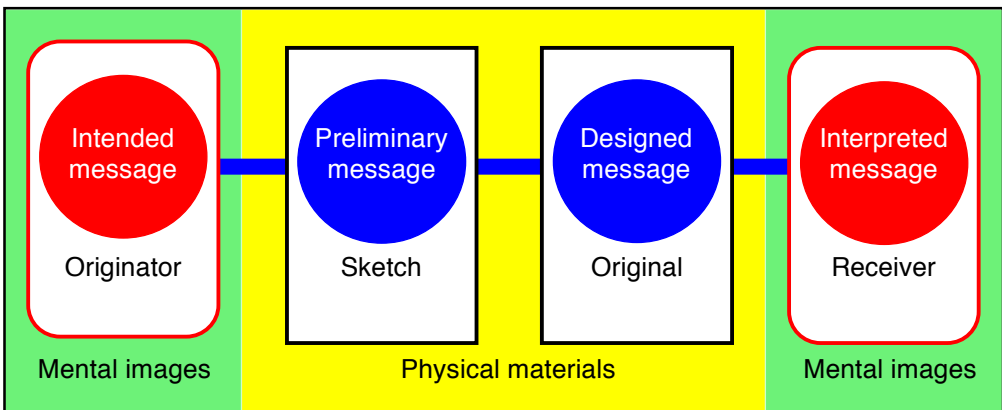 Intended
message
Originator
Preliminary
message
Sketch
Designed
message
Original
Interpreted
message
Receiver
Mental images
Physical materials
Mental images